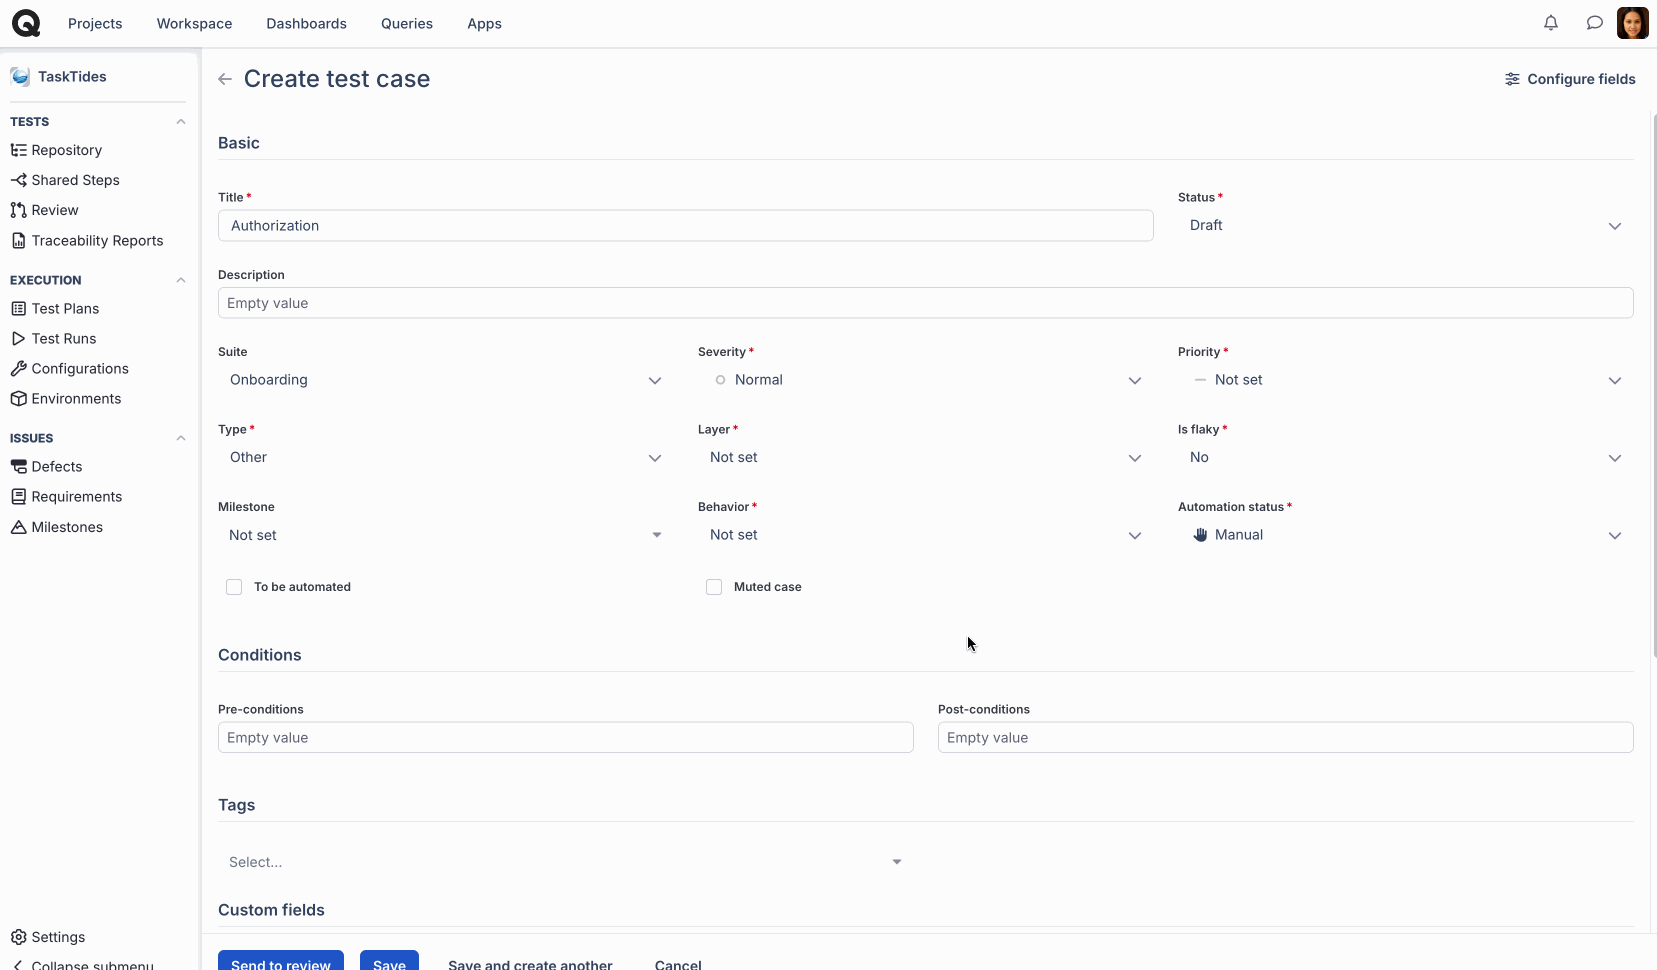 Projects
Workspace
Dashboards
Queries
Apps
TaskTides
TESTS
Repository
Shared Steps
Review
Traceability Reports
EXECUTION
Test Plans
Test Runs
Configurations
Environments
ISSUES
Defects
Requirements
Milestones
Settings
Collapse submenu
Create test case
Configure fields
Basic
Title *
Status *
Authorization
Draft
Description
Empty value
Suite
Severity *
Priority *
Onboarding
Normal
Not set
Type *
Layer *
Is flaky *
Other
Not set
No
Milestone
Behavior *
Automation status *
Not set
Not set
Manual
To be automated
Muted case
Conditions
Pre-conditions
Post-conditions
Empty value
Empty value
Tags
Select...
Custom fields
Send to review
Save
Save and create another
Cancel